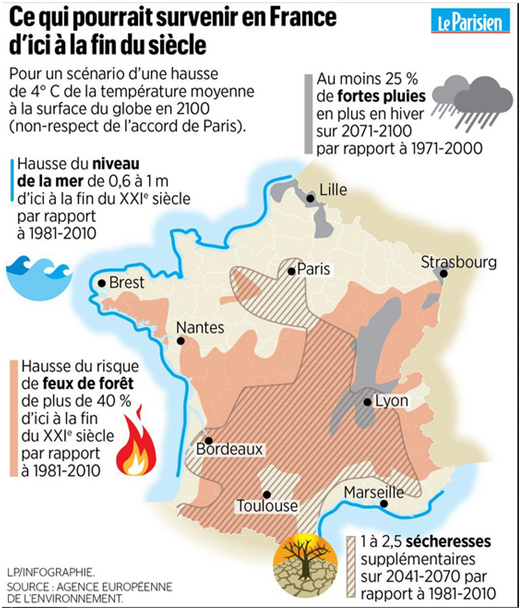 Ce qui pourrait survenir en France
d'ici à la fin du siècle
Le Parisien
Pour un scénario d'une hausse
de 4° C de la température moyenne
à la surface du globe en 2100
(non-respect de l'accord de Paris).
Au moins 25 %
de fortes pluies
en plus en hiver
sur 2071-2100
par rapport à 1971-2000
Hausse du niveau
de la mer de 0,6 à 1 m
d'ici à la fin du XXIe siècle
par rapport
à 1981-2010
Lille
Paris
Strasbourg
Brest
Nantes
Hausse du risque
de feux de forêt
de plus de 40 %
d'ici à la fin
du XXIe siècle
par rapport
à 1981-2010
Lyon
Bordeaux
Toulouse
Marseille
1 à 2,5 sécheresses
supplémentaires
sur 2041-2070 par
rapport à 1981-2010
LP/INFOGRAPHIE.
SOURCE : AGENCE EUROPÉENNE
DE L'ENVIRONNEMENT.